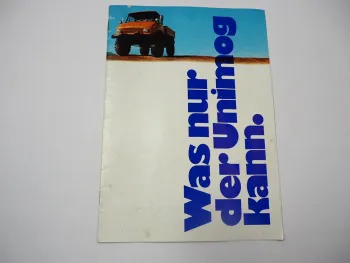 Was nur
der Unimog
kann.